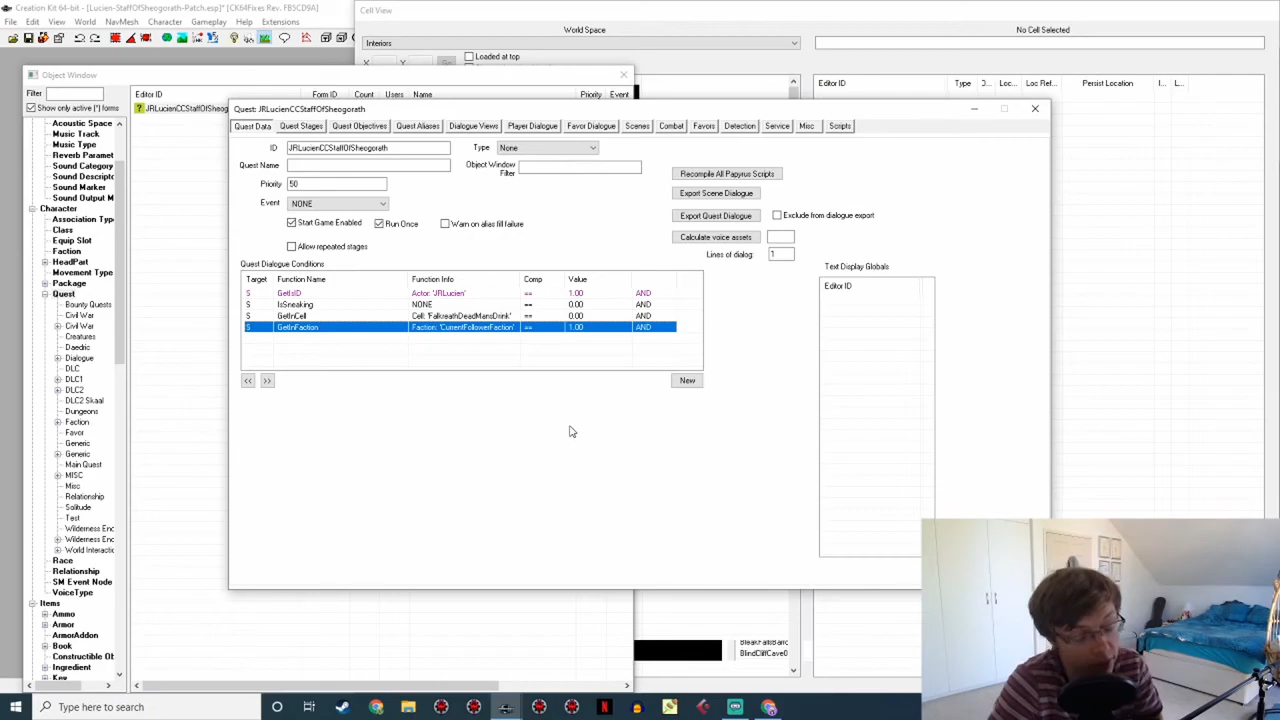 Creation Kit 64-bit - [Lucien-StaffOfSheogorath-Patch.esp]* [CK64Fixes Rev. FB5CD9A]
File Edit View World NavMesh Character Gameplay Help Extensions
Cell View
World Space
No Cell Selected
Interiors
Loaded at top
Object Window
Filter
Show only active (*) forms
Editor ID Form ID Count Users Name Priority Event
Editor ID Type D... Loc... Loc Ref... Persist Location I... L...
JRLucienCCStaffOfSheog
Acoustic Space
Music Track
Music Type
Reverb Paramet
Sound Category
Sound Descript
Sound Marker
Sound Output M
Character
Association Typ
Class
Equip Slot
Faction
HeadPart
Movement Type
Package
Quest
Bounty Quests
Civil War
Civil War
Creatures
Daedric
Dialogue
DLC
DLC1
DLC2
DLC2 Skaal
Dungeons
Faction
Favor
Generic
Generic
Main Quest
MISC
Misc
Relationship
Solitude
Test
Wilderness Enc
Wilderness Enc
World Interacti
Race
Relationship
SM Event Node
VoiceType
Items
Ammo
Armor
ArmorAddon
Book
Constructible Ob
Ingredient
Key
Quest: JRLucienCCStaffOfSheogorath
Quest Data Quest Stages Quest Objectives Quest Aliases Dialogue Views Player Dialogue Favor Dialogue Scenes Combat Favors Detection Service Misc Scripts
ID JRLucienCCStaffOfSheogorath Type None
Quest Name Object Window Filter
Priority 50
Event NONE
Start Game Enabled Run Once Warn on alias fill failure
Allow repeated stages
Recompile All Papyrus Scripts
Export Scene Dialogue
Export Quest Dialogue Exclude from dialogue export
Calculate voice assets
Lines of dialog: 1
Text Display Globals
Editor ID
Quest Dialogue Conditions
Target Function Name Function Info Comp Value
S GetIsID Actor: 'JRLucien' == 1.00 AND
S IsSneaking NONE == 0.00 AND
S GetInCell Cell: 'FalkreathDeadMansDrink' == 0.00 AND
S GetInFaction Faction: 'CurrentFollowerFaction' == 1.00 AND
<< >> New
BleakFallsBarro
BlindCliffCave0
Type here to search